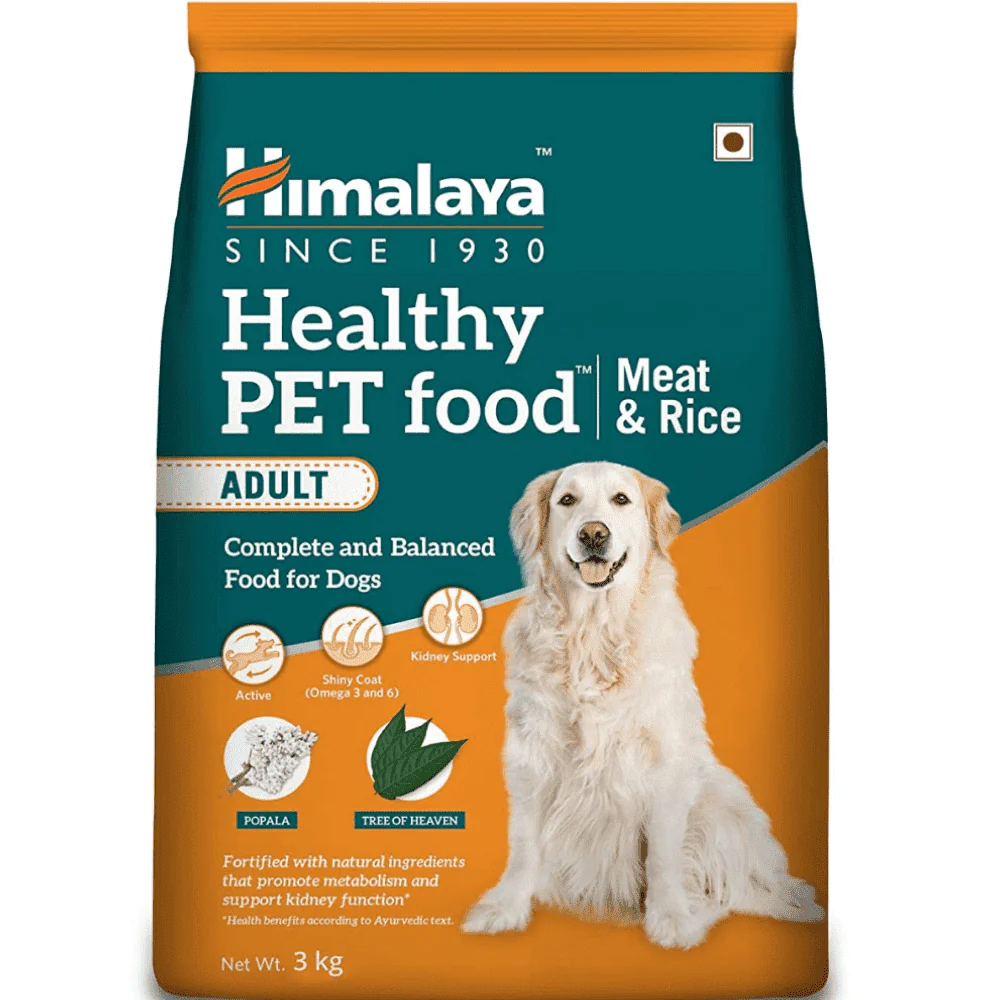 Himalaya™
SINCE 1930
Healthy
PET food™
Meat
& Rice
ADULT
Complete and Balanced
Food for Dogs
Active
Shiny Coat
(Omega 3 and 6)
Kidney Support
POPALA
TREE OF HEAVEN
Fortified with natural ingredients
that promote metabolism and
support kidney function*
*Health benefits according to Ayurvedic text.
Net Wt. 3 kg